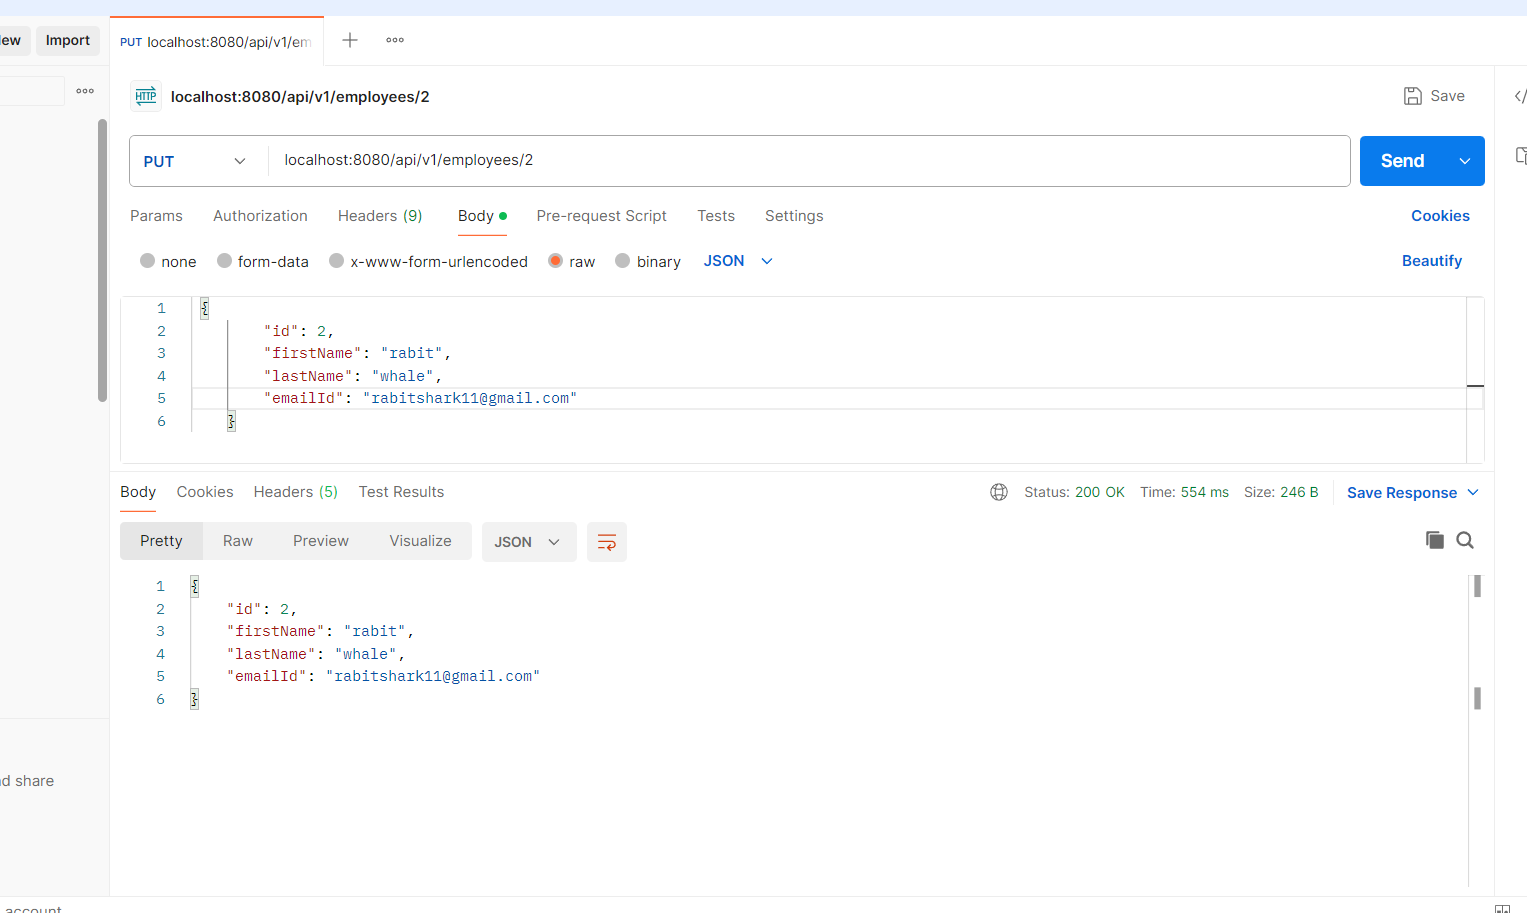 Import
PUT localhost:8080/api/v1/em
HTTP localhost:8080/api/v1/employees/2
Save
PUT
localhost:8080/api/v1/employees/2
Send
Params Authorization Headers (9) Body Pre-request Script Tests Settings Cookies
none form-data x-www-form-urlencoded raw binary JSON Beautify
1 {
2 "id": 2,
3 "firstName": "rabit",
4 "lastName": "whale",
5 "emailId": "rabitshark11@gmail.com"
6 }
Body Cookies Headers (5) Test Results Status: 200 OK Time: 554 ms Size: 246 B Save Response
Pretty Raw Preview Visualize JSON
1 {
2 "id": 2,
3 "firstName": "rabit",
4 "lastName": "whale",
5 "emailId": "rabitshark11@gmail.com"
6 }
share
account